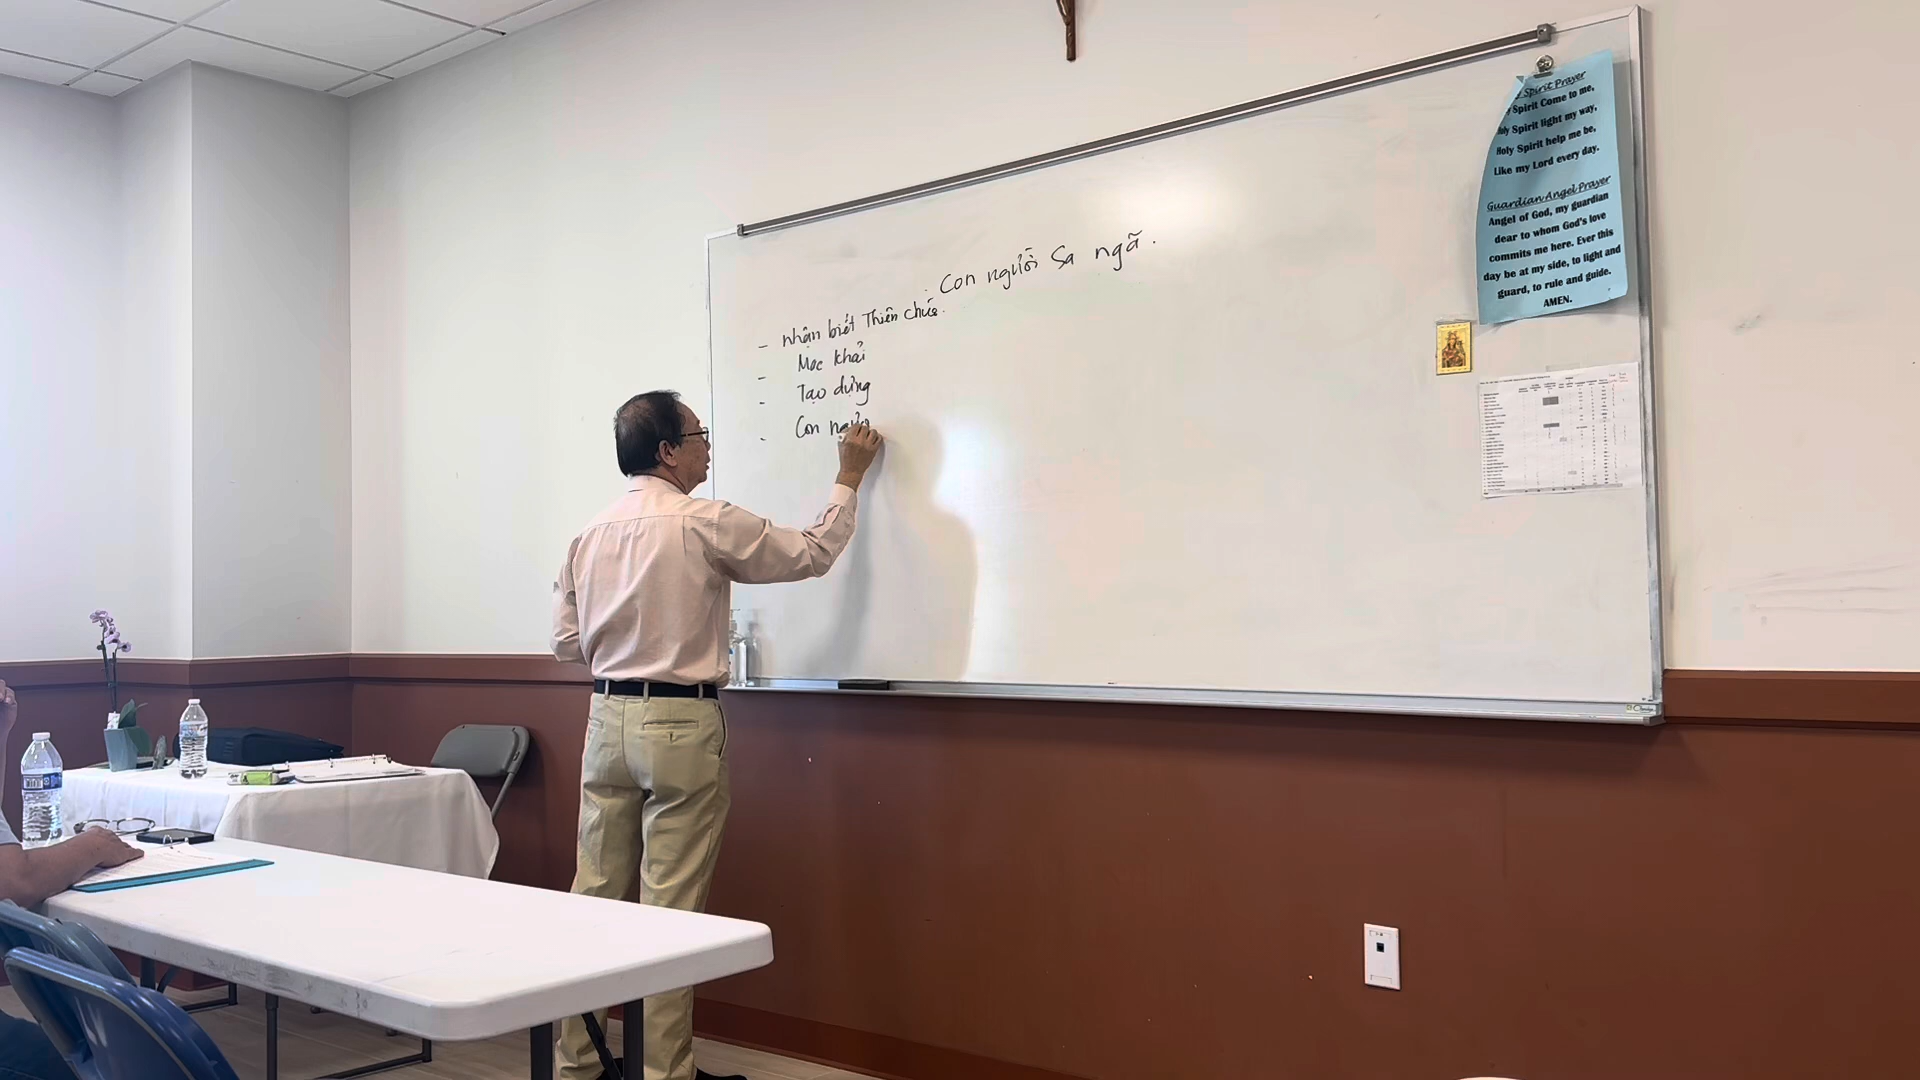 Con người Sa ngã.
- nhận biết Thiên chúa.
- Mạc khải
- Tạo dựng
- Con người
Spirit Prayer
Spirit Come to me,
Holy Spirit light my way,
Holy Spirit help me be,
Like my Lord every day.
Guardian Angel Prayer
Angel of God, my guardian
dear to whom God's love
commits me here. Ever this
day be at my side, to light and
guard, to rule and guide.
AMEN.